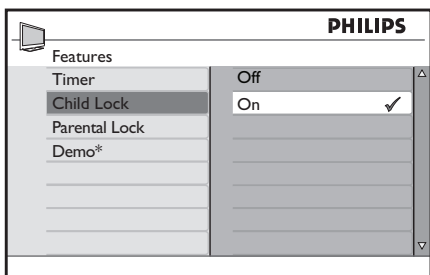 PHILIPS
Features
Timer
Child Lock
Parental Lock
Demo*
Off
On